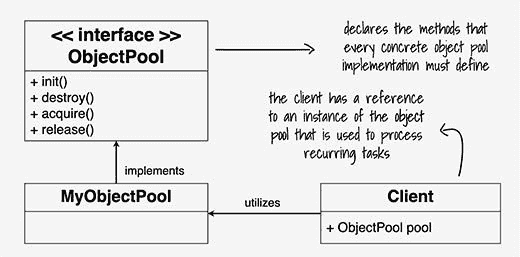 << interface >>
ObjectPool
+ init()
+ destroy()
+ acquire()
+ release()
declares the methods that
every concrete object pool
implementation must define
the client has a reference
to an instance of the object
pool that is used to process
recurring tasks
implements
MyObjectPool
utilizes
Client
+ ObjectPool pool